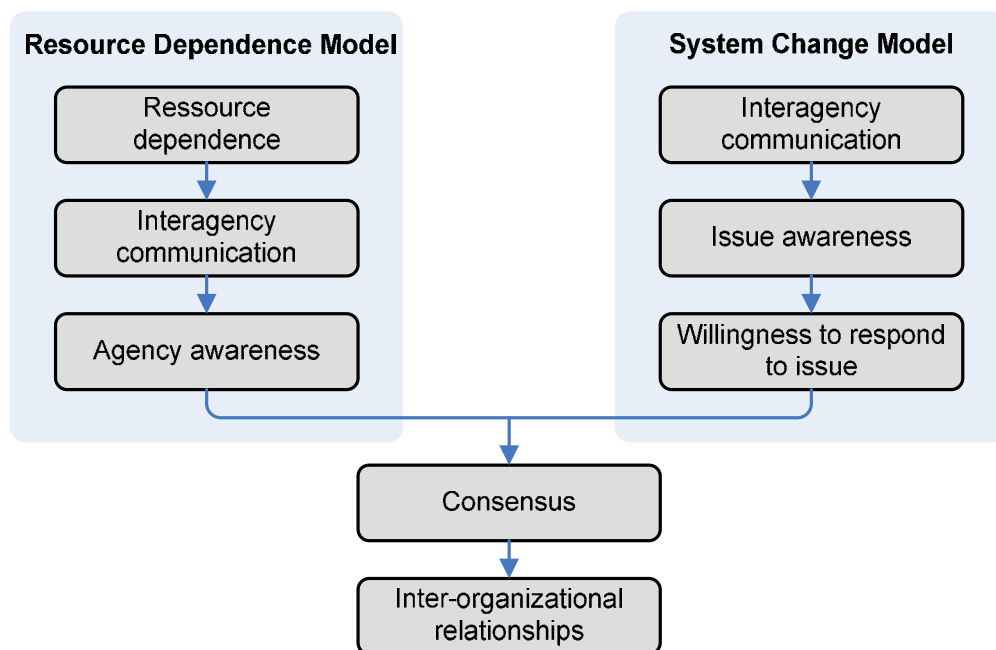 Resource Dependence Model
Ressource
dependence
Interagency
communication
Agency awareness
System Change Model
Interagency
communication
Issue awareness
Willingness to respond
to issue
Consensus
Inter-organizational
relationships